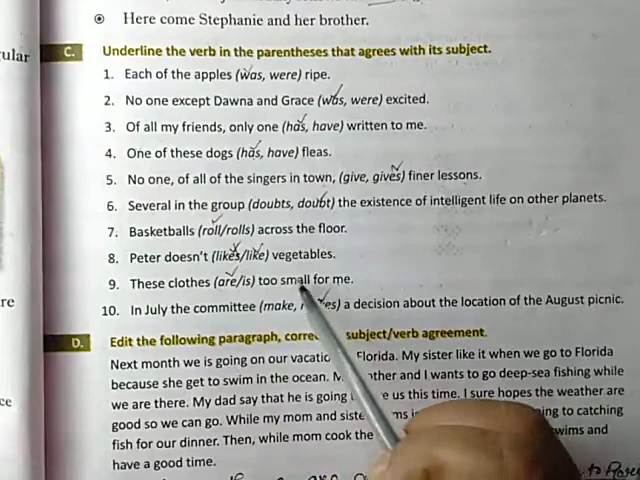 Here come Stephanie and her brother.
ular
C. Underline the verb in the parentheses that agrees with its subject.
1. Each of the apples (was, were) ripe.
2. No one except Dawna and Grace (was, were) excited.
3. Of all my friends, only one (has, have) written to me.
4. One of these dogs (has, have) fleas.
5. No one, of all of the singers in town, (give, gives) finer lessons.
6. Several in the group (doubts, doubt) the existence of intelligent life on other planets.
7. Basketballs (roll/rolls) across the floor.
8. Peter doesn't (likes/like) vegetables.
9. These clothes (are/is) too small for me.
re
10. In July the committee (make, es) a decision about the location of the August picnic.
D. Edit the following paragraph, subject/verb agreement.
Next month we is going on our Florida. My sister like it when we go to Florida
because she get to swim in the ocean. and I wants to go deep-sea fishing while
ce
we are there. My dad say that he is going us this time. I sure hopes the weather are
good so we can go. While my mom and to catching
fish for our dinner. Then, while mom cook the swims and
have a good time.
to